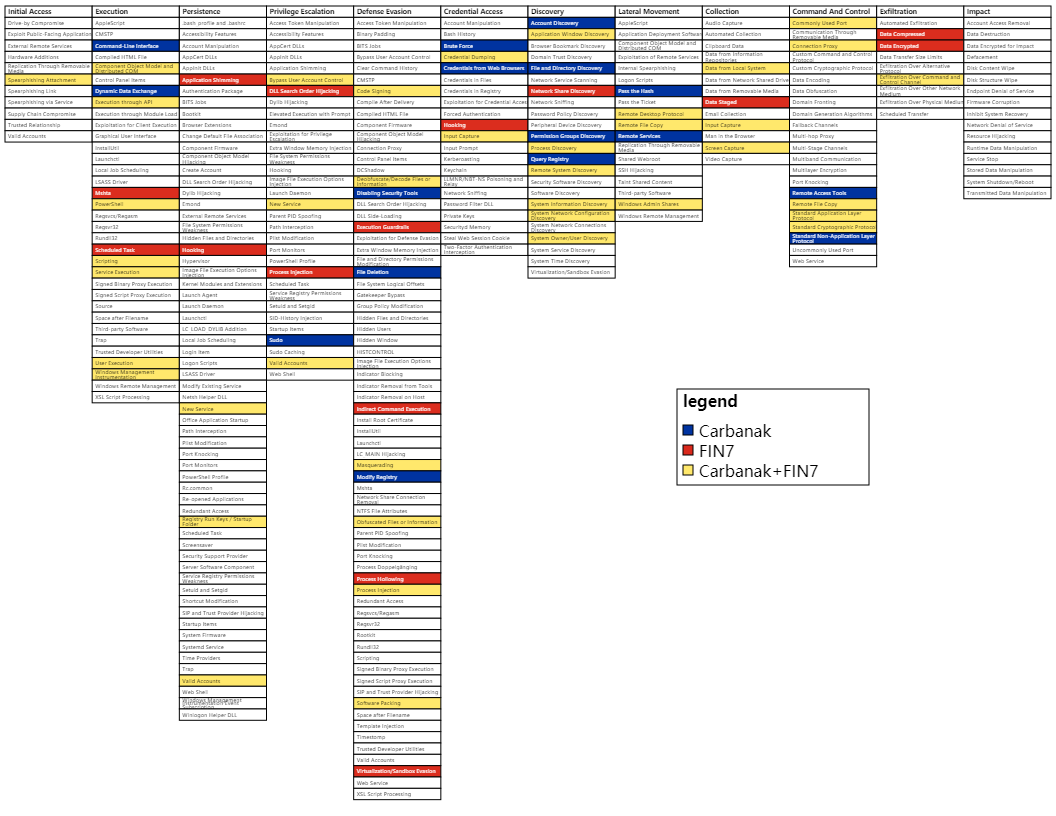 Initial Access
Drive-by Compromise
Exploit Public-Facing Application
External Remote Services
Hardware Additions
Replication Through Removable
Media
Spearphishing Attachment
Spearphishing Link
Spearphishing via Service
Supply Chain Compromise
Trusted Relationship
Valid Accounts
Execution
AppleScript
CMSTP
Command-Line Interface
Compiled HTML File
Component Object Model and
Distributed COM
Control Panel Items
Dynamic Data Exchange
Execution through API
Execution through Module Load
Exploitation for Client Execution
Graphical User Interface
InstallUtil
Launchctl
Local Job Scheduling
LSASS Driver
Mshta
PowerShell
Regsvcs/Regasm
Regsvr32
Rundll32
Scheduled Task
Scripting
Service Execution
Signed Binary Proxy Execution
Signed Script Proxy Execution
Source
Space after Filename
Third-party Software
Trap
Trusted Developer Utilities
User Execution
Windows Management
Instrumentation
Windows Remote Management
XSL Script Processing
Persistence
.bash_profile and .bashrc
Accessibility Features
Account Manipulation
AppCert DLLs
AppInit DLLs
Application Shimming
Authentication Package
BITS Jobs
Bootkit
Browser Extensions
Change Default File Association
Component Firmware
Component Object Model
Hijacking
Create Account
DLL Search Order Hijacking
Dylib Hijacking
Emond
External Remote Services
File System Permissions
Weakness
Hidden Files and Directories
Hooking
Hypervisor
Image File Execution Options
Injection
Kernel Modules and Extensions
Launch Agent
Launch Daemon
Launchctl
LC_LOAD_DYLIB Addition
Local Job Scheduling
Login Item
Logon Scripts
LSASS Driver
Modify Existing Service
Netsh Helper DLL
New Service
Office Application Startup
Path Interception
Plist Modification
Port Knocking
Port Monitors
PowerShell Profile
Rc.common
Re-opened Applications
Redundant Access
Registry Run Keys / Startup
Folder
Scheduled Task
Screensaver
Security Support Provider
Server Software Component
Service Registry Permissions
Weakness
Setuid and Setgid
Shortcut Modification
SIP and Trust Provider Hijacking
Startup Items
System Firmware
Systemd Service
Time Providers
Trap
Valid Accounts
Web Shell
Windows Management
Instrumentation Event
Subscription
Winlogon Helper DLL
Privilege Escalation
Access Token Manipulation
Accessibility Features
AppCert DLLs
AppInit DLLs
Application Shimming
Bypass User Account Control
DLL Search Order Hijacking
Dylib Hijacking
Elevated Execution with Prompt
Emond
Exploitation for Privilege
Escalation
Extra Window Memory Injection
File System Permissions
Weakness
Hooking
Image File Execution Options
Injection
Launch Daemon
New Service
Parent PID Spoofing
Path Interception
Plist Modification
Port Monitors
PowerShell Profile
Process Injection
Scheduled Task
Service Registry Permissions
Weakness
Setuid and Setgid
SID-History Injection
Startup Items
Sudo
Sudo Caching
Valid Accounts
Web Shell
Defense Evasion
Access Token Manipulation
Binary Padding
BITS Jobs
Bypass User Account Control
Clear Command History
CMSTP
Code Signing
Compile After Delivery
Compiled HTML File
Component Firmware
Component Object Model
Hijacking
Connection Proxy
Control Panel Items
DCShadow
Deobfuscate/Decode Files or
Information
Disabling Security Tools
DLL Search Order Hijacking
DLL Side-Loading
Execution Guardrails
Exploitation for Defense Evasion
Extra Window Memory Injection
File and Directory Permissions
Modification
File Deletion
File System Logical Offsets
Gatekeeper Bypass
Group Policy Modification
Hidden Files and Directories
Hidden Users
Hidden Window
HISTCONTROL
Image File Execution Options
Injection
Indicator Blocking
Indicator Removal from Tools
Indicator Removal on Host
Indirect Command Execution
Install Root Certificate
InstallUtil
Launchctl
LC_MAIN Hijacking
Masquerading
Modify Registry
Mshta
Network Share Connection
Removal
NTFS File Attributes
Obfuscated Files or Information
Parent PID Spoofing
Plist Modification
Port Knocking
Process Doppelgänging
Process Hollowing
Process Injection
Redundant Access
Regsvcs/Regasm
Regsvr32
Rootkit
Rundll32
Scripting
Signed Binary Proxy Execution
Signed Script Proxy Execution
SIP and Trust Provider Hijacking
Software Packing
Space after Filename
Template Injection
Timestomp
Trusted Developer Utilities
Valid Accounts
Virtualization/Sandbox Evasion
Web Service
XSL Script Processing
Credential Access
Account Manipulation
Bash History
Brute Force
Credential Dumping
Credentials from Web Browsers
Credentials in Files
Credentials in Registry
Exploitation for Credential Access
Forced Authentication
Hooking
Input Capture
Input Prompt
Kerberoasting
Keychain
LLMNR/NBT-NS Poisoning and
Relay
Network Sniffing
Password Filter DLL
Private Keys
Securityd Memory
Steal Web Session Cookie
Two-Factor Authentication
Interception
Discovery
Account Discovery
Application Window Discovery
Browser Bookmark Discovery
Domain Trust Discovery
File and Directory Discovery
Network Service Scanning
Network Share Discovery
Network Sniffing
Password Policy Discovery
Peripheral Device Discovery
Permission Groups Discovery
Process Discovery
Query Registry
Remote System Discovery
Security Software Discovery
Software Discovery
System Information Discovery
System Network Configuration
Discovery
System Network Connections
Discovery
System Owner/User Discovery
System Service Discovery
System Time Discovery
Virtualization/Sandbox Evasion
Lateral Movement
AppleScript
Application Deployment Software
Component Object Model and
Distributed COM
Exploitation of Remote Services
Internal Spearphishing
Logon Scripts
Pass the Hash
Pass the Ticket
Remote Desktop Protocol
Remote File Copy
Remote Services
Replication Through Removable
Media
Shared Webroot
SSH Hijacking
Taint Shared Content
Third-party Software
Windows Admin Shares
Windows Remote Management
Collection
Audio Capture
Automated Collection
Clipboard Data
Data from Information
Repositories
Data from Local System
Data from Network Shared Drive
Data from Removable Media
Data Staged
Email Collection
Input Capture
Man in the Browser
Screen Capture
Video Capture
Command And Control
Commonly Used Port
Communication Through
Removable Media
Connection Proxy
Custom Command and Control
Protocol
Custom Cryptographic Protocol
Data Encoding
Data Obfuscation
Domain Fronting
Domain Generation Algorithms
Fallback Channels
Multi-hop Proxy
Multi-Stage Channels
Multiband Communication
Multilayer Encryption
Port Knocking
Remote Access Tools
Remote File Copy
Standard Application Layer
Protocol
Standard Cryptographic Protocol
Standard Non-Application Layer
Protocol
Uncommonly Used Port
Web Service
Exfiltration
Automated Exfiltration
Data Compressed
Data Encrypted
Data Transfer Size Limits
Exfiltration Over Alternative
Protocol
Exfiltration Over Command and
Control Channel
Exfiltration Over Other Network
Medium
Exfiltration Over Physical Medium
Scheduled Transfer
Impact
Account Access Removal
Data Destruction
Data Encrypted for Impact
Defacement
Disk Content Wipe
Disk Structure Wipe
Endpoint Denial of Service
Firmware Corruption
Inhibit System Recovery
Network Denial of Service
Resource Hijacking
Runtime Data Manipulation
Service Stop
Stored Data Manipulation
System Shutdown/Reboot
Transmitted Data Manipulation
legend
Carbanak
FIN7
Carbanak+FIN7